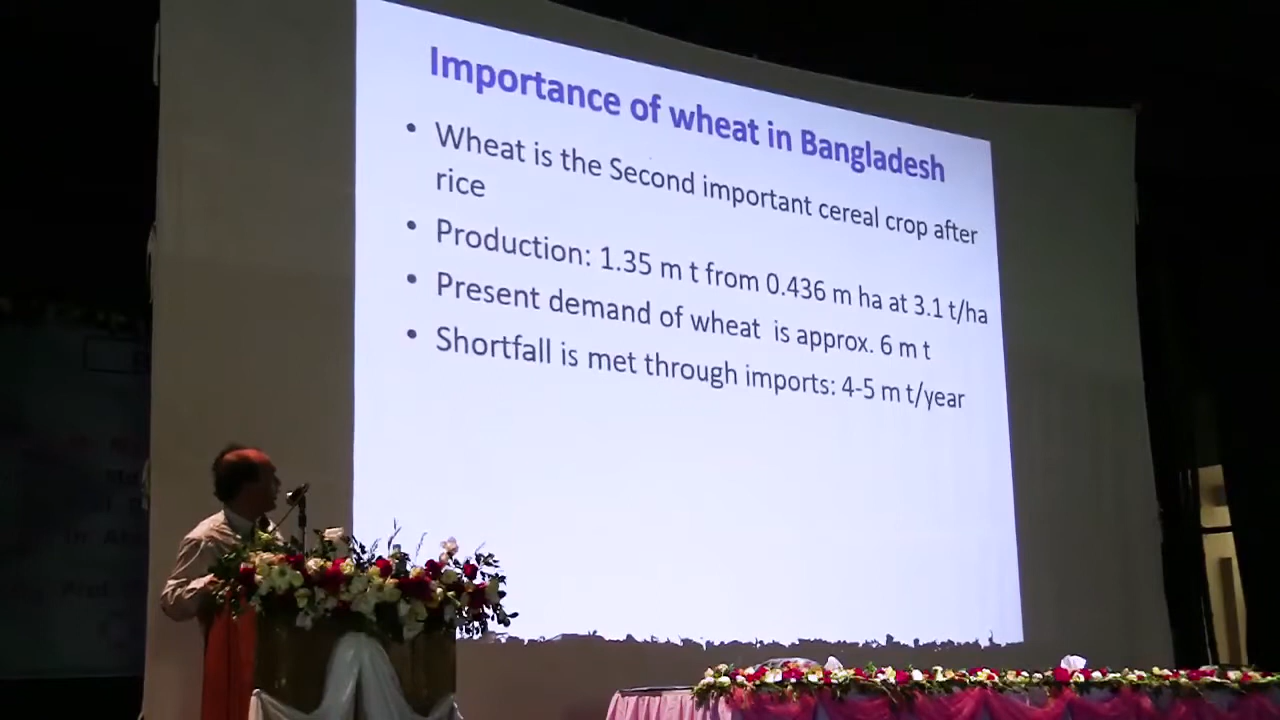 Importance of wheat in Bangladesh
• Wheat is the Second important cereal crop after
rice
• Production: 1.35 m t from 0.436 m ha at 3.1 t/ha
• Present demand of wheat is approx. 6 m t
• Shortfall is met through imports: 4-5 m t/year